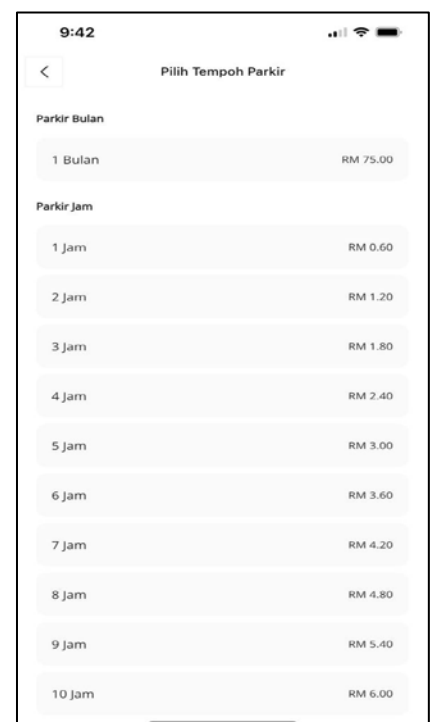 9:42
Pilih Tempoh Parkir
Parkir Bulan
1 Bulan RM 75.00
Parkir Jam
1 Jam RM 0.60
2 Jam RM 1.20
3 Jam RM 1.80
4 Jam RM 2.40
5 Jam RM 3.00
6 Jam RM 3.60
7 Jam RM 4.20
8 Jam RM 4.80
9 Jam RM 5.40
10 Jam RM 6.00